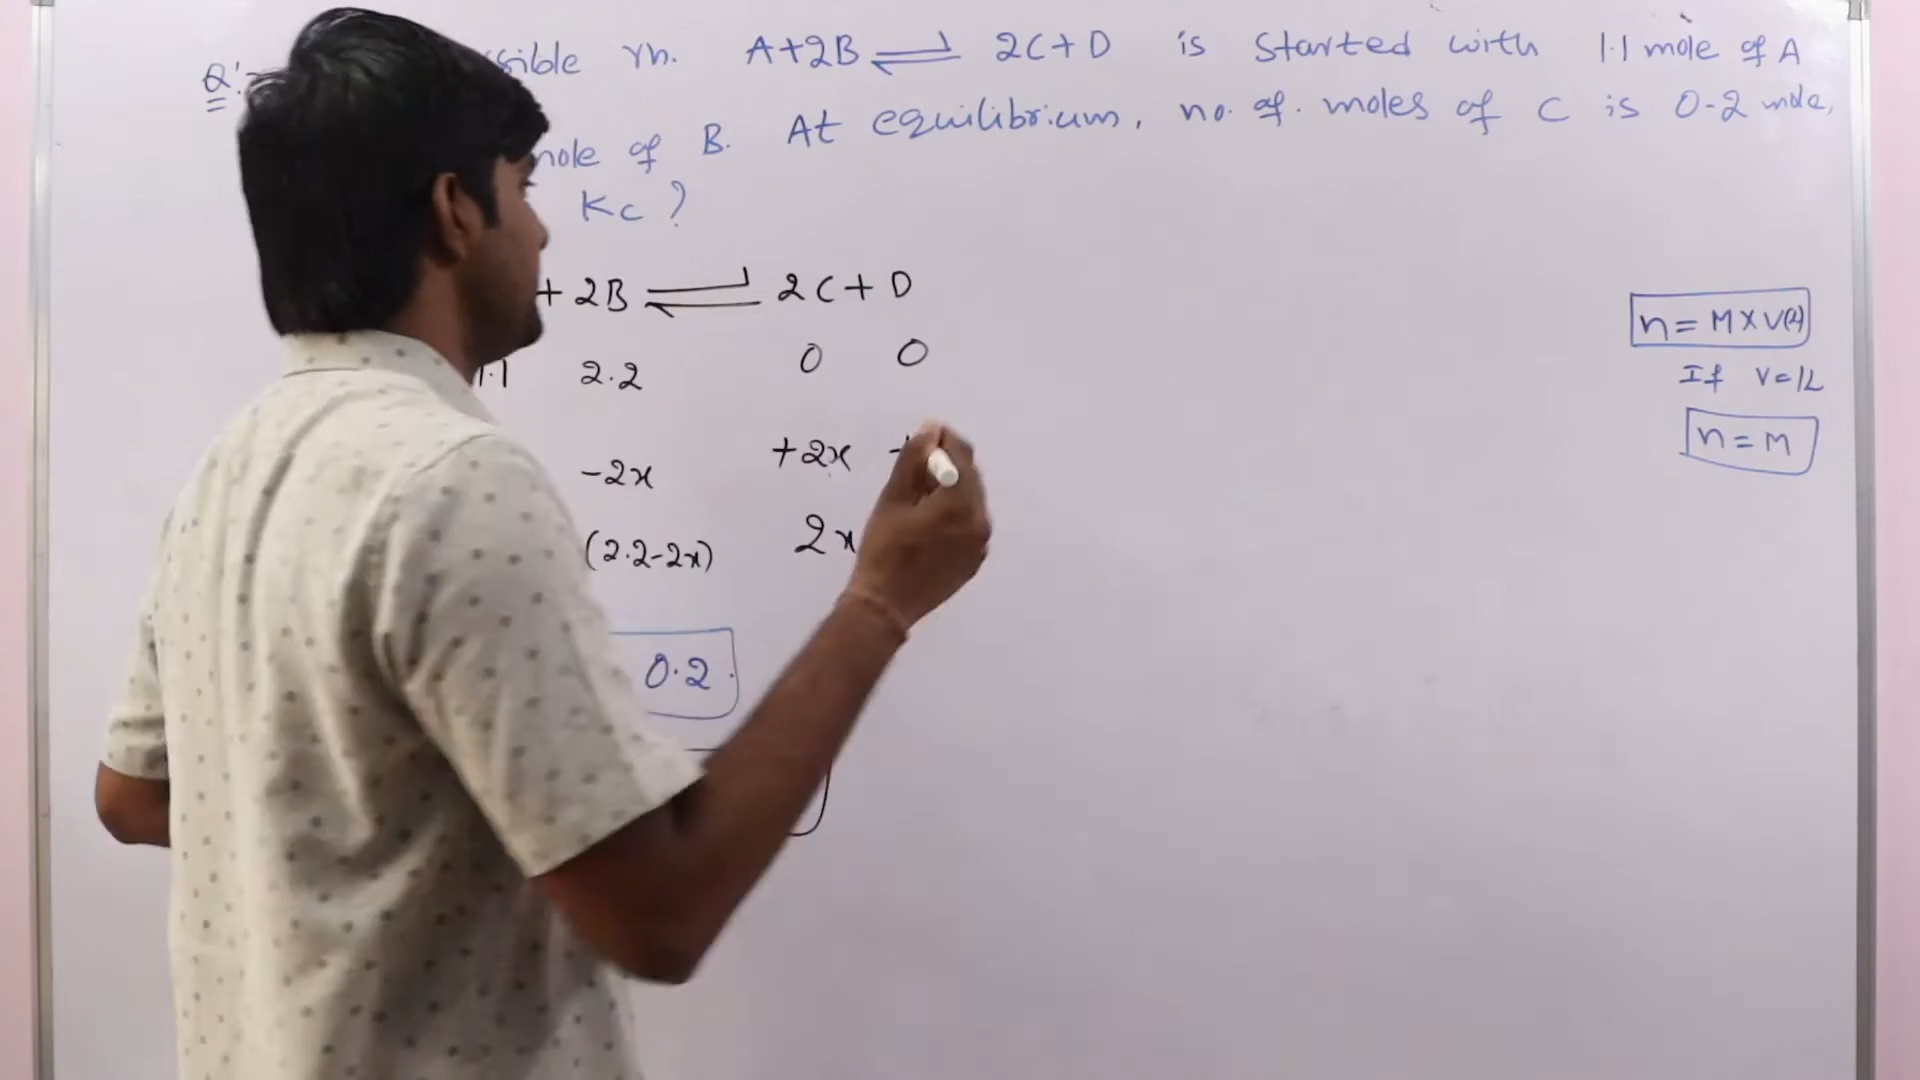 Q:- sible rn. A+2B ⇌ 2C+D is started with 1.1 mole of A
mole of B. At equilibrium, no. of. moles of C is 0.2 mole,
Kc ?
+ 2B ⇌ 2C + D
1.1 2.2 0 0
-2x +2x
(2.2-2x) 2x
0.2
n = M X V(L)
If V=1L
n = M